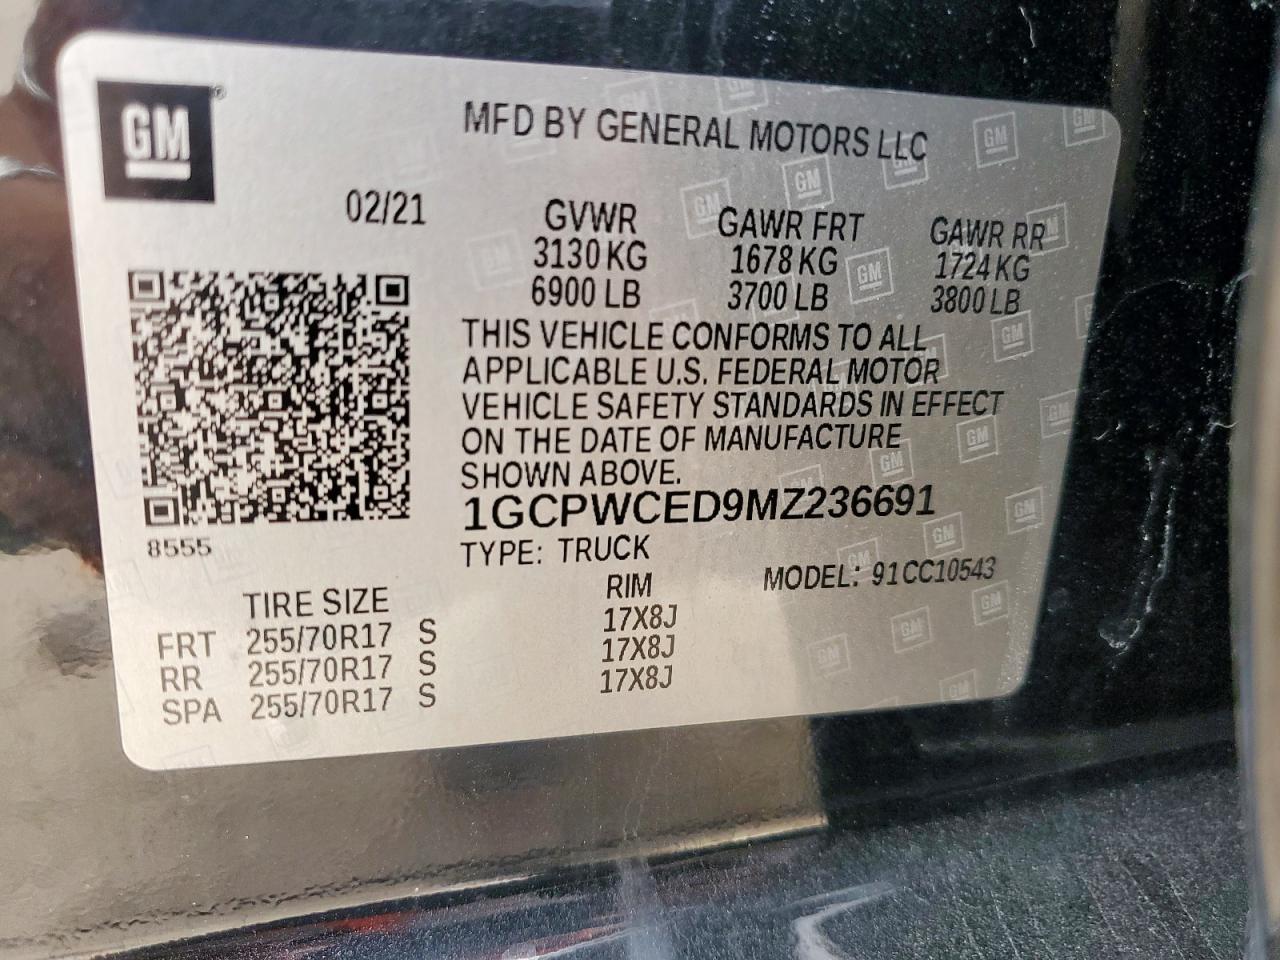 GM
MFD BY GENERAL MOTORS LLC
02/21
GVWR GAWR FRT GAWR RR
3130 KG 1678 KG 1724 KG
6900 LB 3700 LB 3800 LB
THIS VEHICLE CONFORMS TO ALL
APPLICABLE U.S. FEDERAL MOTOR
VEHICLE SAFETY STANDARDS IN EFFECT
ON THE DATE OF MANUFACTURE
SHOWN ABOVE.
1GCPWCED9MZ236691
8555
TYPE: TRUCK
MODEL: 91CC10543
TIRE SIZE RIM
FRT 255/70R17 S 17X8J
RR 255/70R17 S 17X8J
SPA 255/70R17 S 17X8J